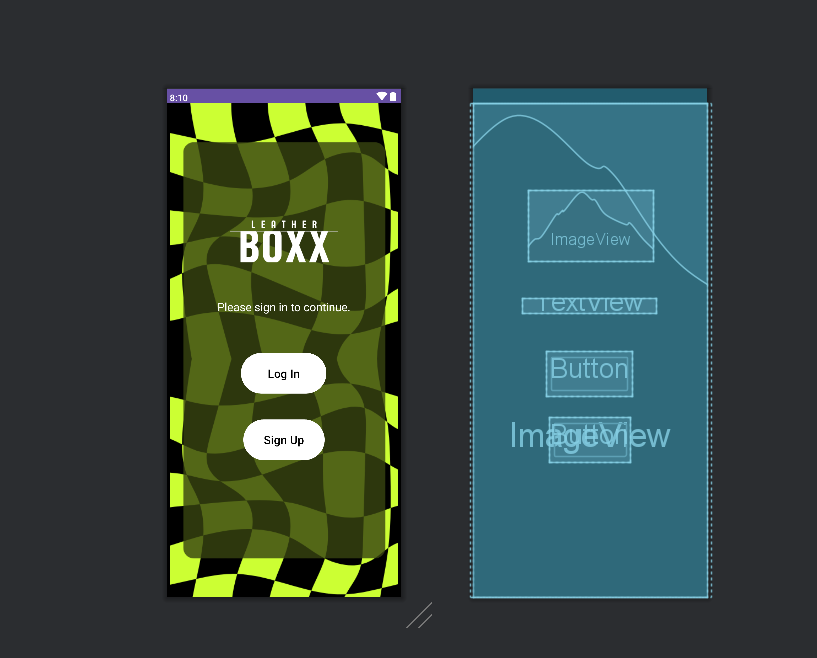 8:10
LEATHER
BOXX
Please sign in to continue.
Log In
Sign Up
ImageView
TextView
Button
ImageView
Button